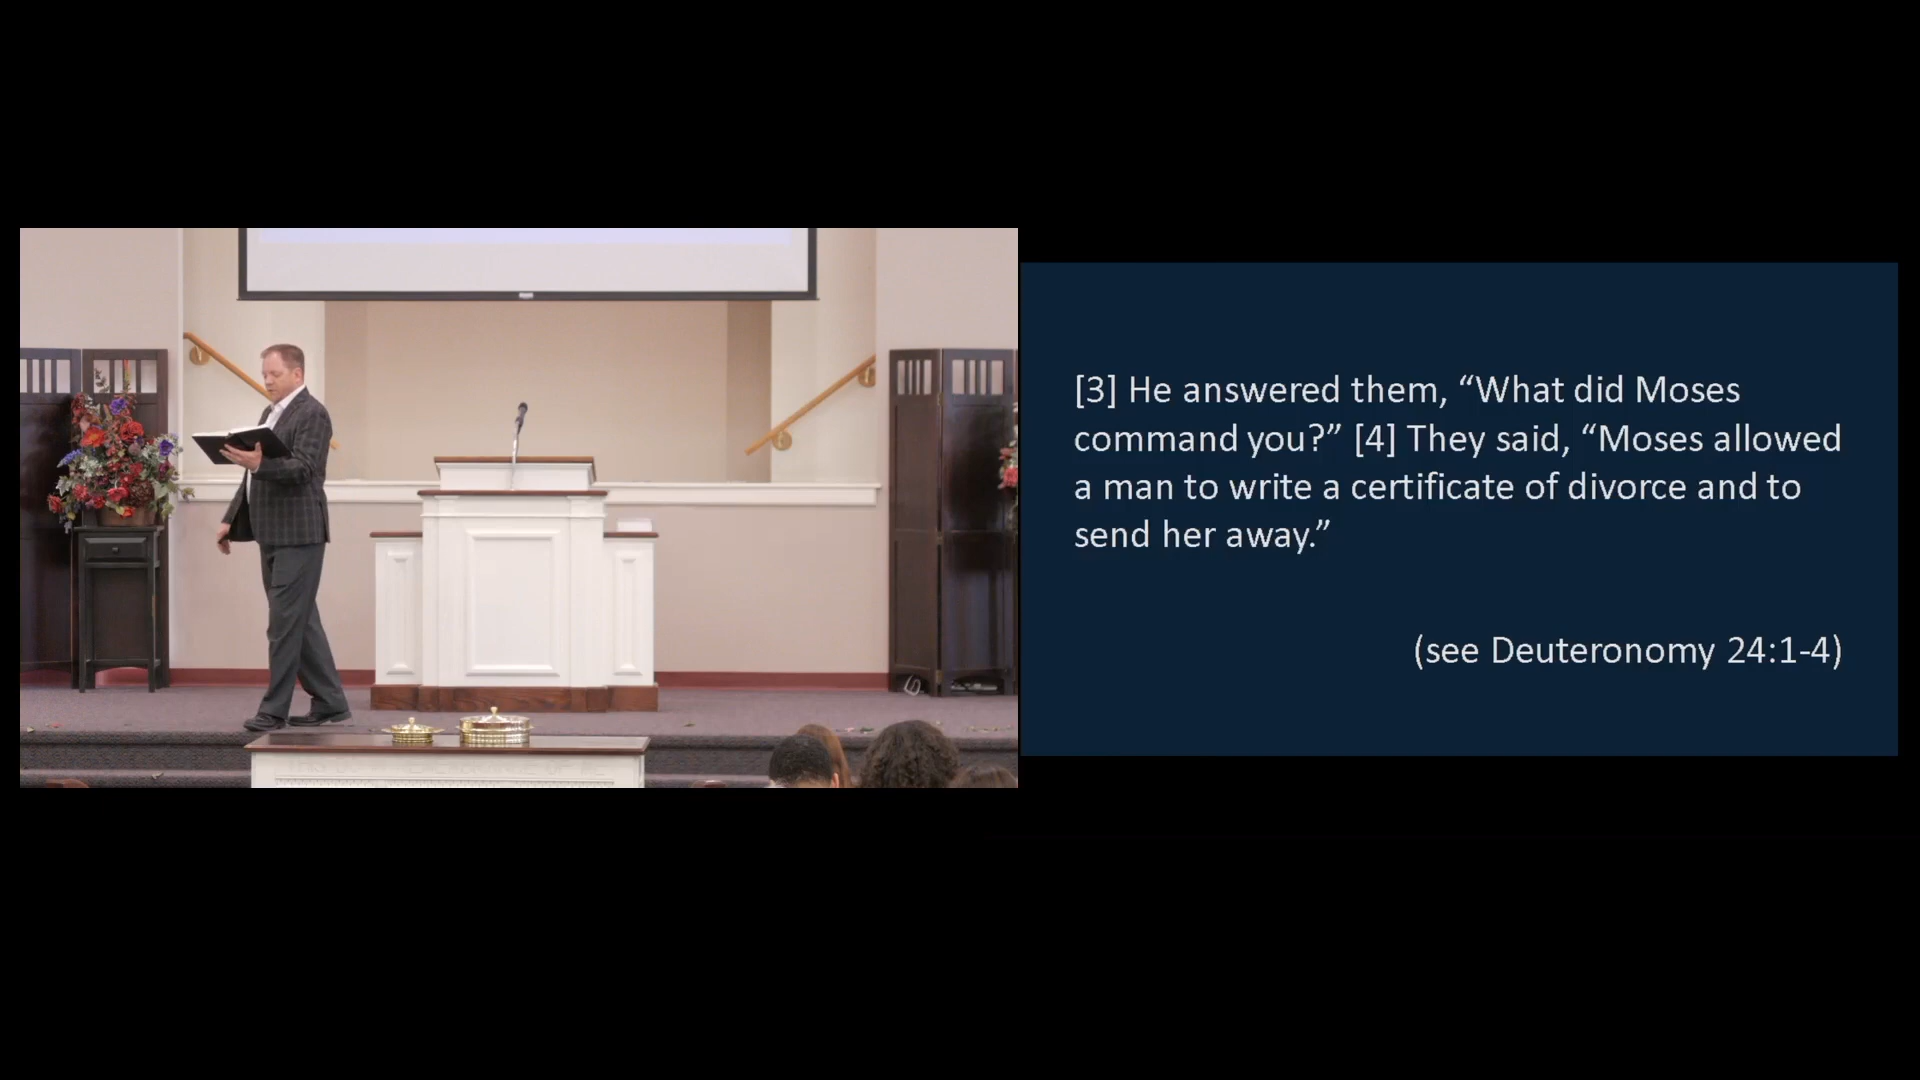 [3] He answered them, “What did Moses
command you?” [4] They said, “Moses allowed
a man to write a certificate of divorce and to
send her away.”
(see Deuteronomy 24:1-4)